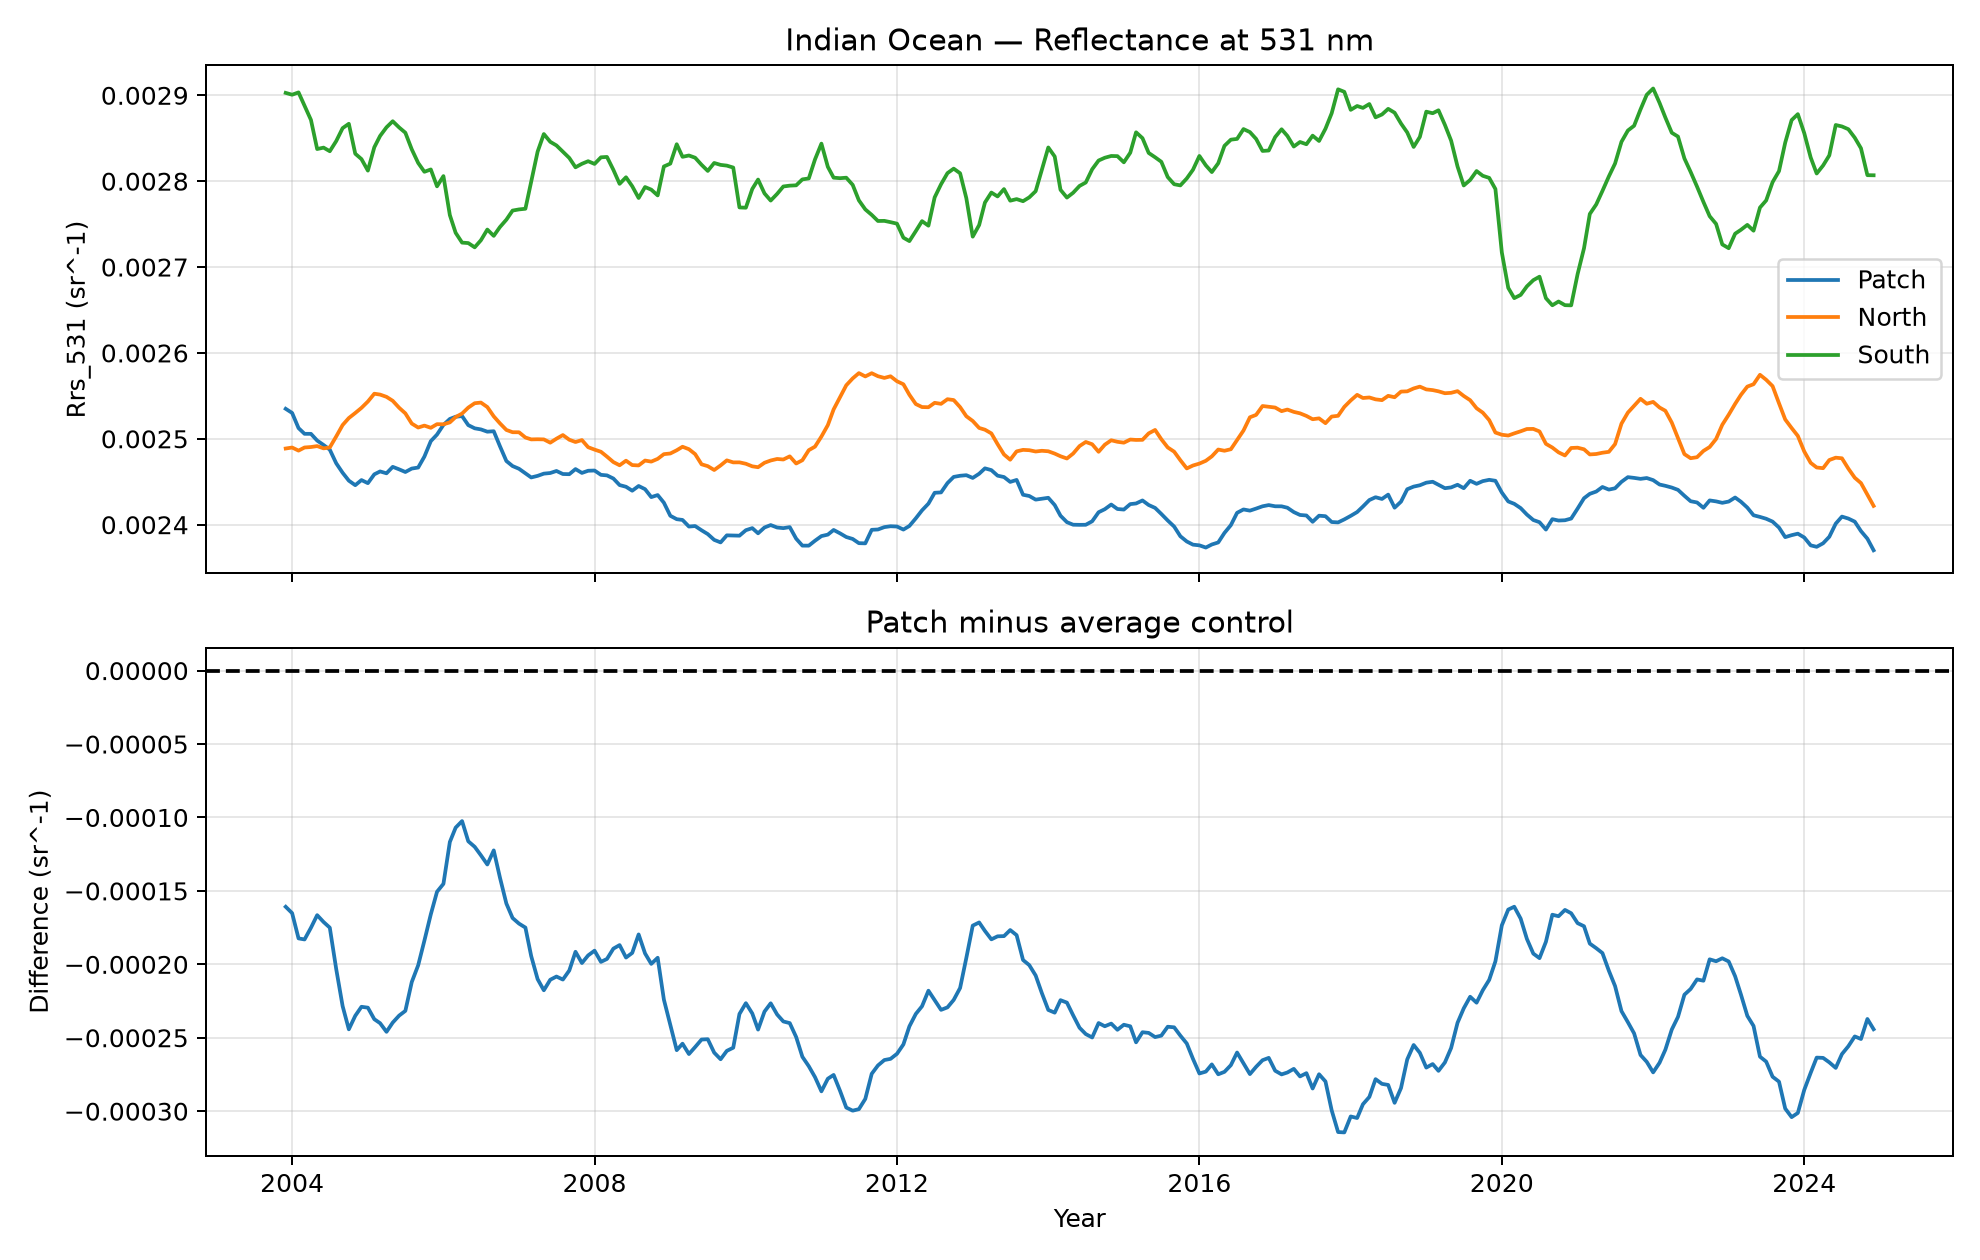 Indian Ocean — Reflectance at 531 nm
Rrs_531 (sr^-1)
0.0029
0.0028
0.0027
0.0026
0.0025
0.0024
Patch
North
South
Patch minus average control
Difference (sr^-1)
0.00000
−0.00005
−0.00010
−0.00015
−0.00020
−0.00025
−0.00030
2004 2008 2012 2016 2020 2024
Year